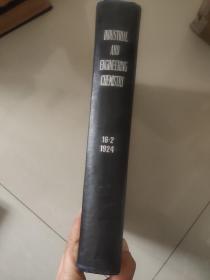 INDUSTRIAL
AND
ENGINEERING
CHEMISTRY
16-2
1924